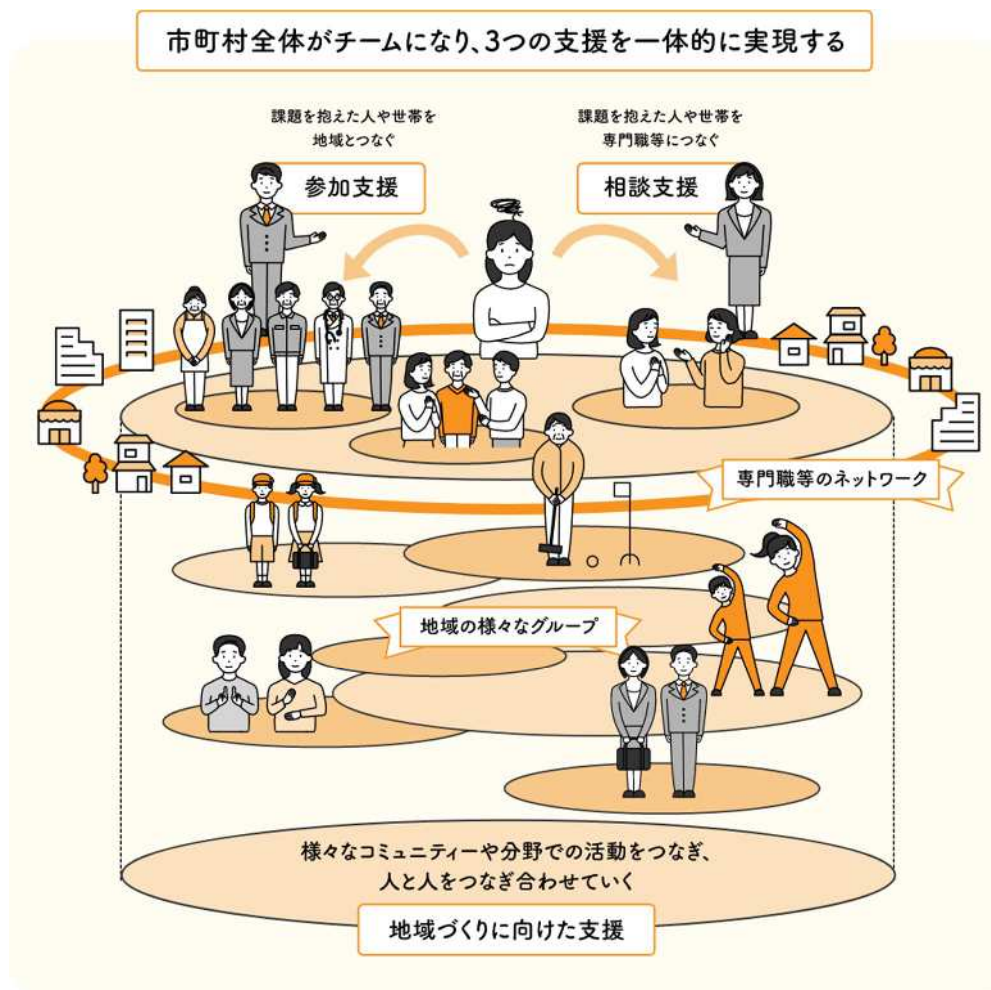 市町村全体がチームになり、3つの支援を一体的に実現する
課題を抱えた人や世帯を
地域とつなぐ
参加支援
課題を抱えた人や世帯を
専門職等につなぐ
相談支援
専門職等のネットワーク
地域の様々なグループ
様々なコミュニティーや分野での活動をつなぎ、
人と人をつなぎ合わせていく
地域づくりに向けた支援